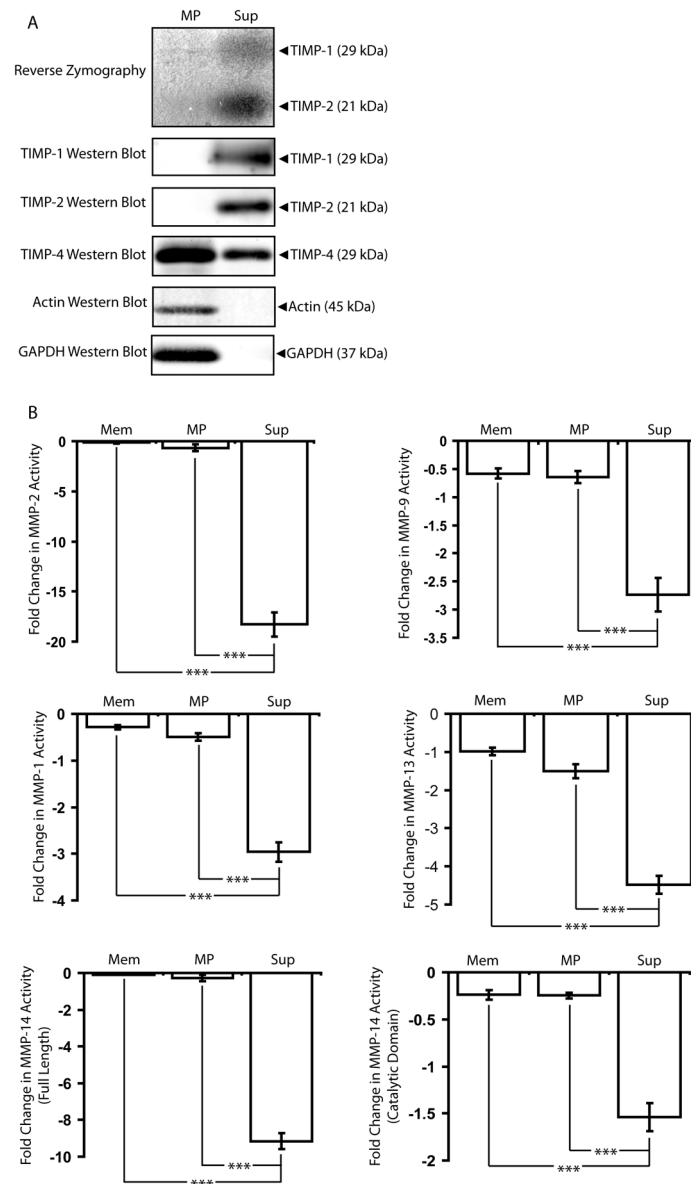 A
MP Sup
Reverse Zymography
TIMP-1 (29 kDa)
TIMP-2 (21 kDa)
TIMP-1 Western Blot TIMP-1 (29 kDa)
TIMP-2 Western Blot TIMP-2 (21 kDa)
TIMP-4 Western Blot TIMP-4 (29 kDa)
Actin Western Blot Actin (45 kDa)
GAPDH Western Blot GAPDH (37 kDa)
B
Fold Change in MMP-2 Activity
Mem MP Sup
0
-5
-10
-15
-20
***
***
Fold Change in MMP-9 Activity
Mem MP Sup
0
-0.5
-1
-1.5
-2
-2.5
-3
-3.5
***
***
Fold Change in MMP-1 Activity
Mem MP Sup
0
-1
-2
-3
-4
***
***
Fold Change in MMP-13 Activity
Mem MP Sup
0
-1
-2
-3
-4
-5
***
***
Fold Change in MMP-14 Activity
(Full Length)
Mem MP Sup
0
-2
-4
-6
-8
-10
***
***
Fold Change in MMP-14 Activity
(Catalytic Domain)
Mem MP Sup
0
-0.5
-1
-1.5
-2
***
***